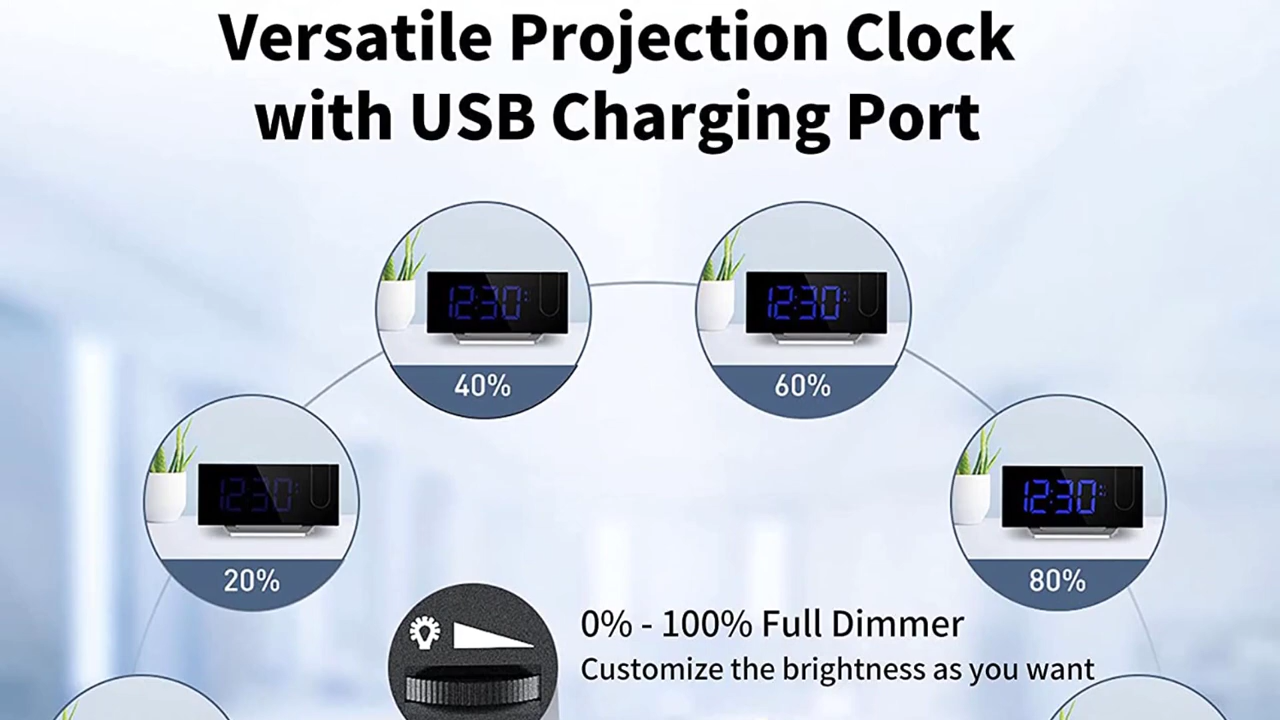 Versatile Projection Clock
with USB Charging Port
12:30
40%
12:30
60%
12:30
20%
12:30
80%
0% - 100% Full Dimmer
Customize the brightness as you want